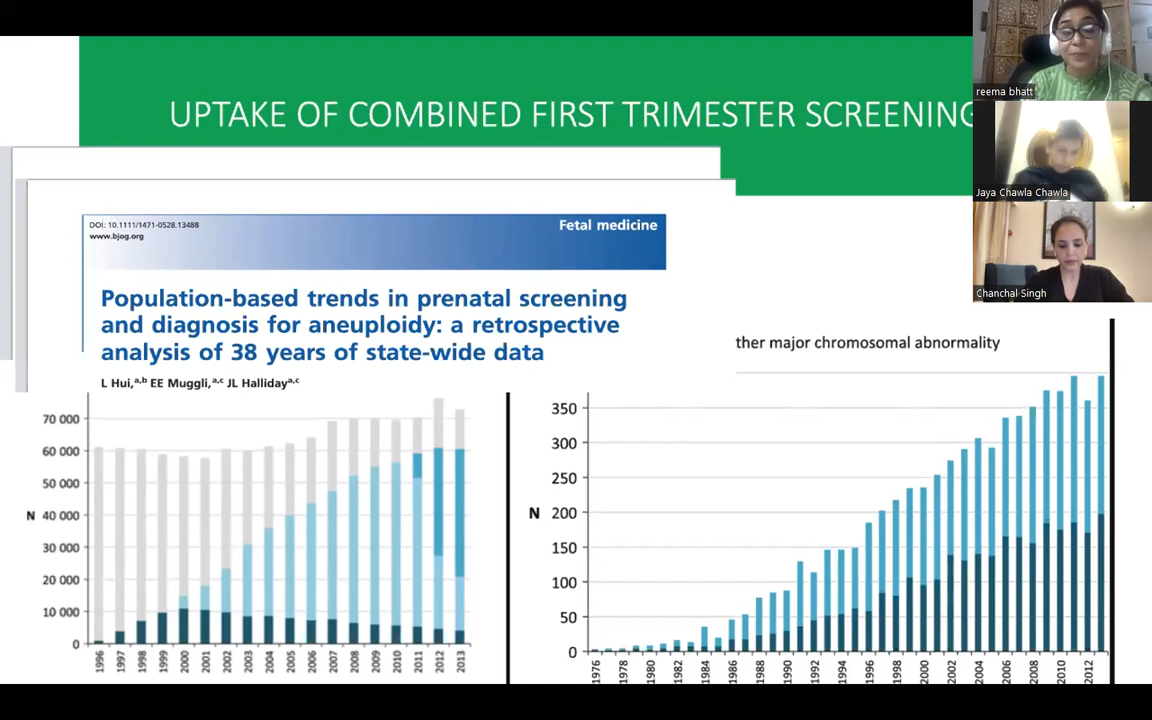 UPTAKE OF COMBINED FIRST TRIMESTER SCREENING
reema bhatt
Jaya Chawla Chawla
Chanchal Singh
DOI: 10.1111/1471-0528.13488
www.bjog.org
Fetal medicine
Population-based trends in prenatal screening
and diagnosis for aneuploidy: a retrospective
analysis of 38 years of state-wide data
L Hui,a,b EE Muggli,a,c JL Hallidaya,c
70 000
60 000
50 000
N 40 000
30 000
20 000
10 000
0
1996 1997 1998 1999 2000 2001 2002 2003 2004 2005 2006 2007 2008 2009 2010 2011 2012 2013
ther major chromosomal abnormality
350
300
250
N 200
150
100
50
0
1976 1978 1980 1982 1984 1986 1988 1990 1992 1994 1996 1998 2000 2002 2004 2006 2008 2010 2012